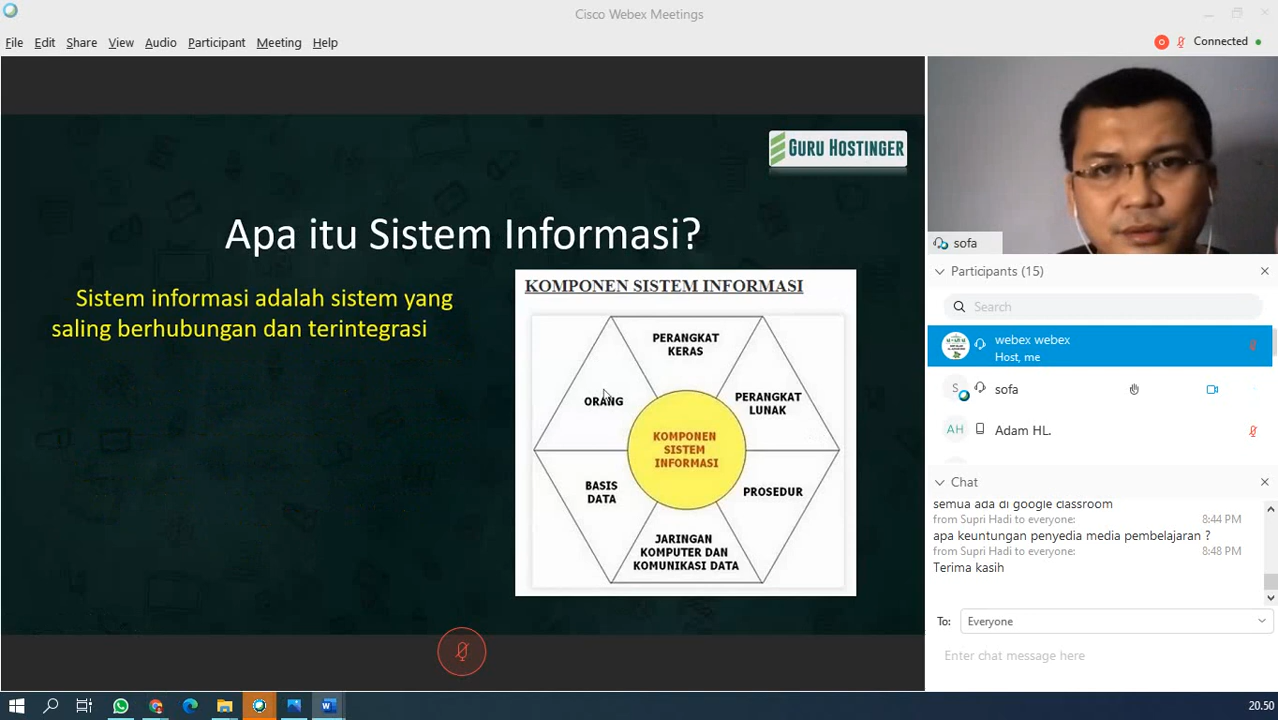 Cisco Webex Meetings
File Edit Share View Audio Participant Meeting Help
Connected
GURU HOSTINGER
Apa itu Sistem Informasi?
Sistem informasi adalah sistem yang
saling berhubungan dan terintegrasi
KOMPONEN SISTEM INFORMASI
PERANGKAT
KERAS
ORANG
PERANGKAT
LUNAK
KOMPONEN
SISTEM
INFORMASI
BASIS
DATA
PROSEDUR
JARINGAN
KOMPUTER DAN
KOMUNIKASI DATA
sofa
Participants (15)
Search
webex webex
Host, me
S sofa
AH Adam HL.
Chat
semua ada di google classroom
from Supri Hadi to everyone: 8:44 PM
apa keuntungan penyedia media pembelajaran ?
from Supri Hadi to everyone: 8:48 PM
Terima kasih
To: Everyone
Enter chat message here
20.50